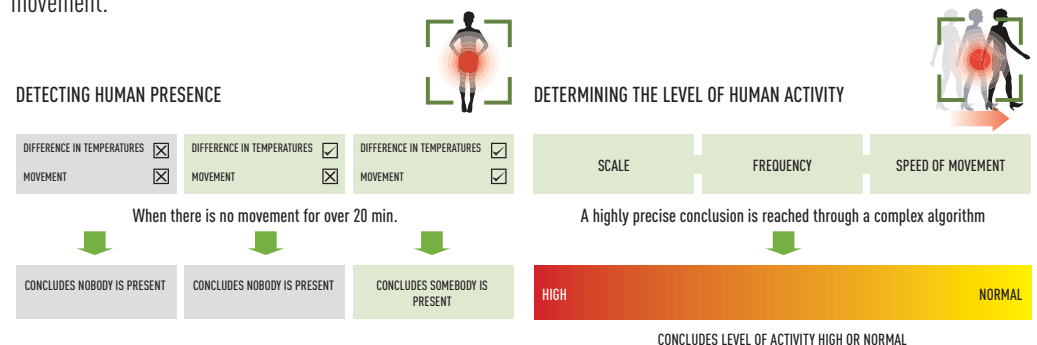 movement.
DETECTING HUMAN PRESENCE
DIFFERENCE IN TEMPERATURES
MOVEMENT
DIFFERENCE IN TEMPERATURES
MOVEMENT
DIFFERENCE IN TEMPERATURES
MOVEMENT
When there is no movement for over 20 min.
CONCLUDES NOBODY IS PRESENT
CONCLUDES NOBODY IS PRESENT
CONCLUDES SOMEBODY IS
PRESENT
DETERMINING THE LEVEL OF HUMAN ACTIVITY
SCALE
FREQUENCY
SPEED OF MOVEMENT
A highly precise conclusion is reached through a complex algorithm
HIGH
NORMAL
CONCLUDES LEVEL OF ACTIVITY HIGH OR NORMAL